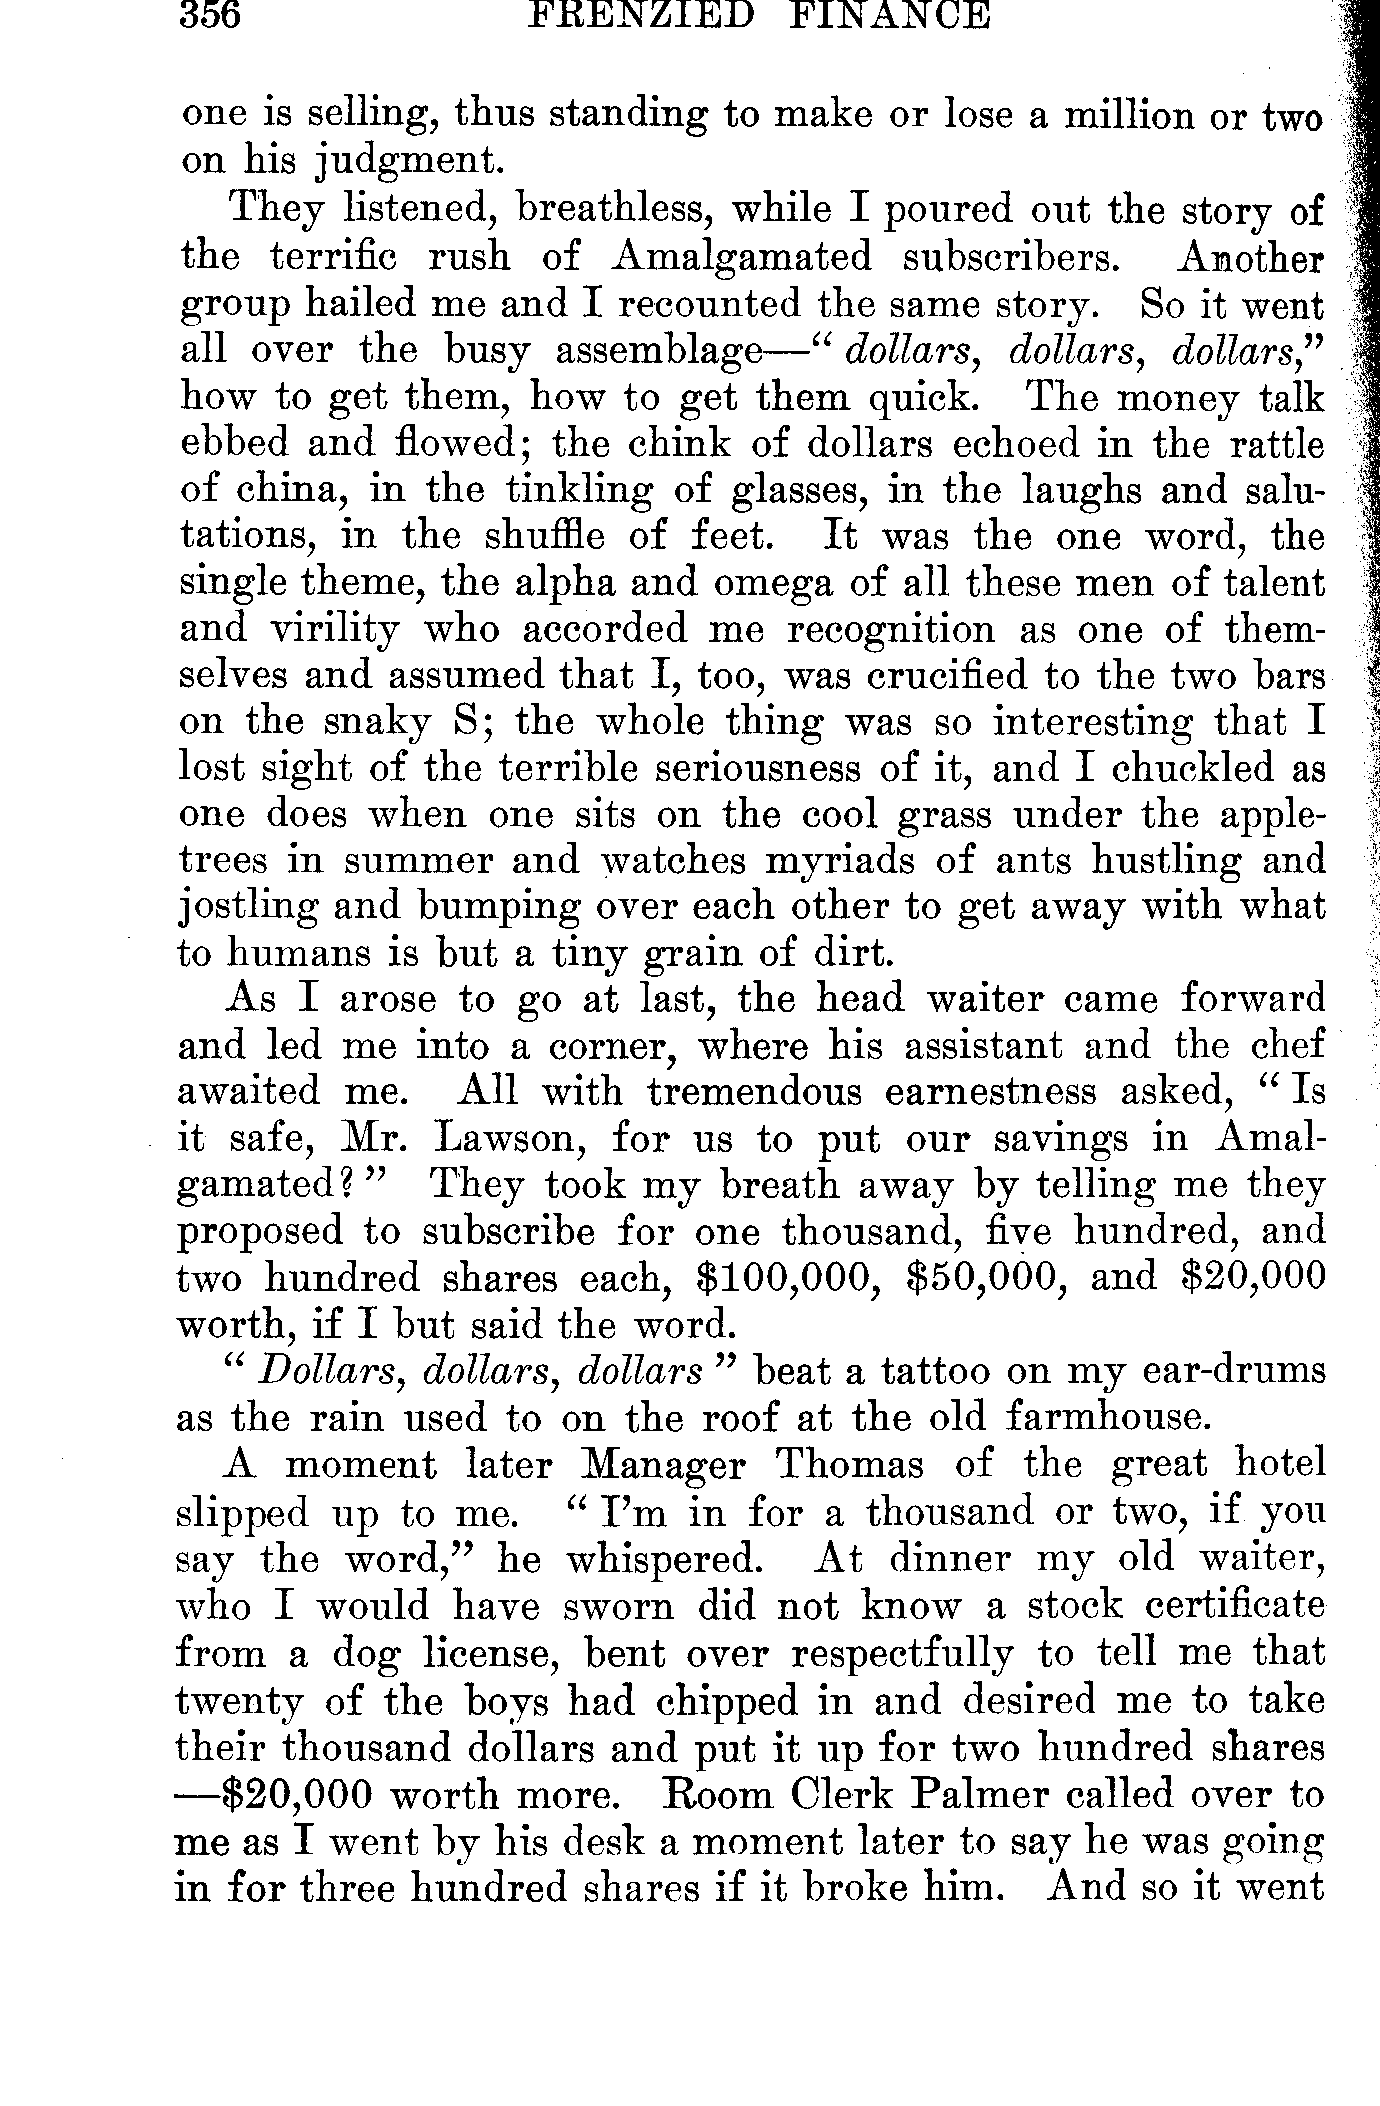 356 FRENZIED FINANCE
one is selling, thus standing to make or lose a million or two
on his judgment.
They listened, breathless, while I poured out the story of
the terrific rush of Amalgamated subscribers. Another
group hailed me and I recounted the same story. So it went
all over the busy assemblage—“ dollars, dollars, dollars,”
how to get them, how to get them quick. The money talk
ebbed and flowed; the chink of dollars echoed in the rattle
of china, in the tinkling of glasses, in the laughs and salu-
tations, in the shuffle of feet. It was the one word, the
single theme, the alpha and omega of all these men of talent
and virility who accorded me recognition as one of them-
selves and assumed that I, too, was crucified to the two bars
on the snaky S; the whole thing was so interesting that I
lost sight of the terrible seriousness of it, and I chuckled as
one does when one sits on the cool grass under the apple-
trees in summer and watches myriads of ants hustling and
jostling and bumping over each other to get away with what
to humans is but a tiny grain of dirt.
As I arose to go at last, the head waiter came forward
and led me into a corner, where his assistant and the chef
awaited me. All with tremendous earnestness asked, “ Is
it safe, Mr. Lawson, for us to put our savings in Amal-
gamated? ” They took my breath away by telling me they
proposed to subscribe for one thousand, five hundred, and
two hundred shares each, $100,000, $50,000, and $20,000
worth, if I but said the word.
“ Dollars, dollars, dollars ” beat a tattoo on my ear-drums
as the rain used to on the roof at the old farmhouse.
A moment later Manager Thomas of the great hotel
slipped up to me. “ I’m in for a thousand or two, if you
say the word,” he whispered. At dinner my old waiter,
who I would have sworn did not know a stock certificate
from a dog license, bent over respectfully to tell me that
twenty of the boys had chipped in and desired me to take
their thousand dollars and put it up for two hundred shares
—$20,000 worth more. Room Clerk Palmer called over to
me as I went by his desk a moment later to say he was going
in for three hundred shares if it broke him. And so it went